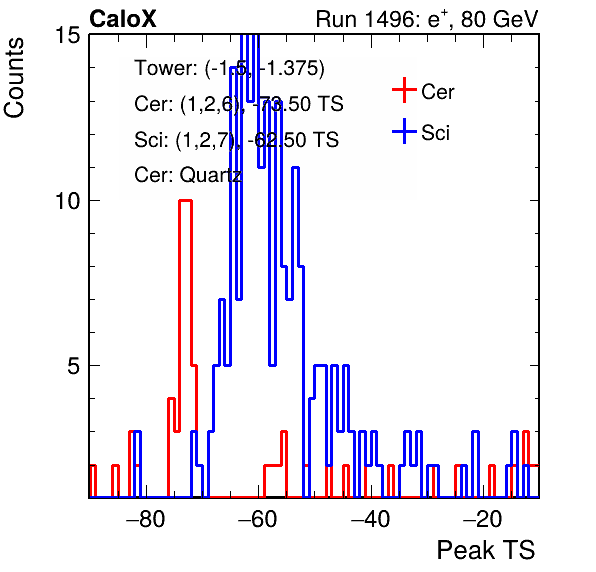 CaloX Run 1496: e⁺, 80 GeV
Counts
15
Tower: (-1.5, -1.375)
Cer: (1,2,6), -73.50 TS
Sci: (1,2,7), -62.50 TS
Cer: Quartz
Cer
Sci
10
5
−80 −60 −40 −20
Peak TS